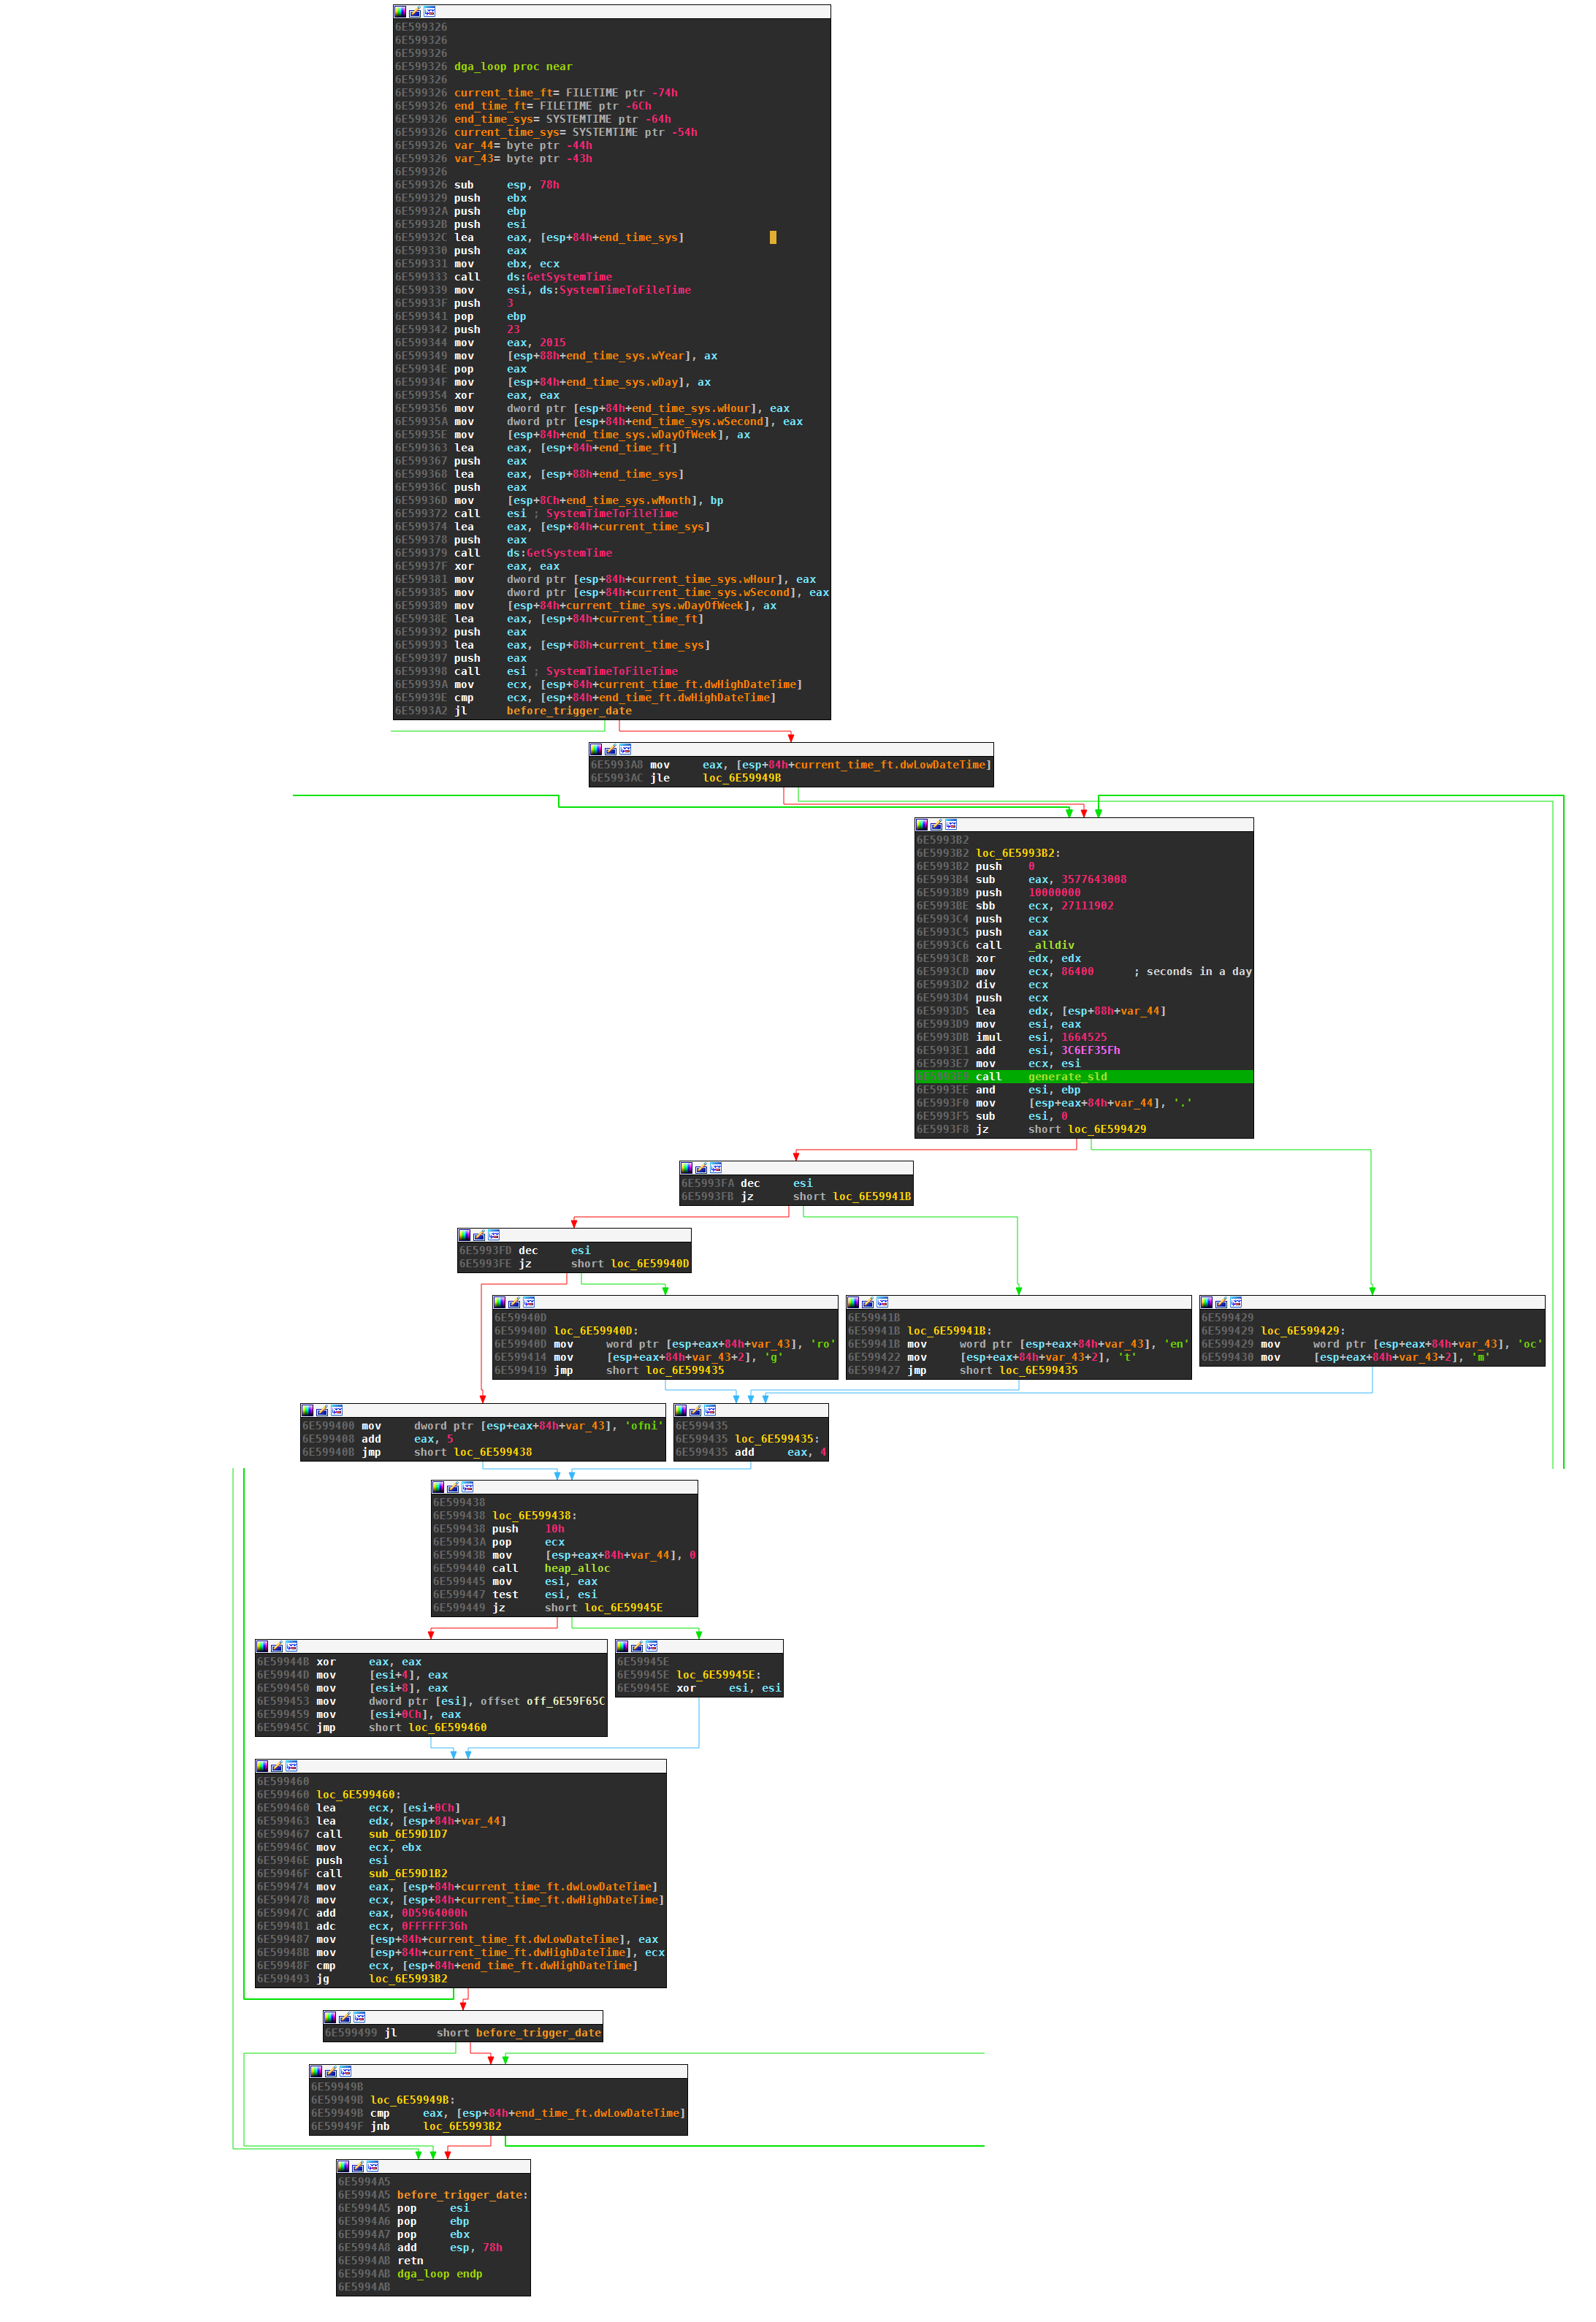 6E599326
6E599326
6E599326
6E599326 dga_loop proc near
6E599326
6E599326 current_time_ft= FILETIME ptr -74h
6E599326 end_time_ft= FILETIME ptr -6Ch
6E599326 end_time_sys= SYSTEMTIME ptr -64h
6E599326 current_time_sys= SYSTEMTIME ptr -54h
6E599326 var_44= byte ptr -44h
6E599326 var_43= byte ptr -43h
6E599326
6E599326 sub esp, 78h
6E599329 push ebx
6E59932A push ebp
6E59932B push esi
6E59932C lea eax, [esp+84h+end_time_sys]
6E599330 push eax
6E599331 mov ebx, ecx
6E599333 call ds:GetSystemTime
6E599339 mov esi, ds:SystemTimeToFileTime
6E59933F push 3
6E599341 pop ebp
6E599342 push 23
6E599344 mov eax, 2015
6E599349 mov [esp+88h+end_time_sys.wYear], ax
6E59934E pop eax
6E59934F mov [esp+84h+end_time_sys.wDay], ax
6E599354 xor eax, eax
6E599356 mov dword ptr [esp+84h+end_time_sys.wHour], eax
6E59935A mov dword ptr [esp+84h+end_time_sys.wSecond], eax
6E59935E mov [esp+84h+end_time_sys.wDayOfWeek], ax
6E599363 lea eax, [esp+84h+end_time_ft]
6E599367 push eax
6E599368 lea eax, [esp+88h+end_time_sys]
6E59936C push eax
6E59936D mov [esp+8Ch+end_time_sys.wMonth], bp
6E599372 call esi ; SystemTimeToFileTime
6E599374 lea eax, [esp+84h+current_time_sys]
6E599378 push eax
6E599379 call ds:GetSystemTime
6E59937F xor eax, eax
6E599381 mov dword ptr [esp+84h+current_time_sys.wHour], eax
6E599385 mov dword ptr [esp+84h+current_time_sys.wSecond], eax
6E599389 mov [esp+84h+current_time_sys.wDayOfWeek], ax
6E59938E lea eax, [esp+84h+current_time_ft]
6E599392 push eax
6E599393 lea eax, [esp+88h+current_time_sys]
6E599397 push eax
6E599398 call esi ; SystemTimeToFileTime
6E59939A mov ecx, [esp+84h+current_time_ft.dwHighDateTime]
6E59939E cmp ecx, [esp+84h+end_time_ft.dwHighDateTime]
6E5993A2 jl before_trigger_date
6E5993A8 mov eax, [esp+84h+current_time_ft.dwLowDateTime]
6E5993AC jle loc_6E59949B
6E5993B2
6E5993B2 loc_6E5993B2:
6E5993B2 push 0
6E5993B4 sub eax, 3577643008
6E5993B9 push 10000000
6E5993BE sbb ecx, 27111902
6E5993C4 push ecx
6E5993C5 push eax
6E5993C6 call _alldiv
6E5993CB xor edx, edx
6E5993CD mov ecx, 86400 ; seconds in a day
6E5993D2 div ecx
6E5993D4 push ecx
6E5993D5 lea edx, [esp+88h+var_44]
6E5993D9 mov esi, eax
6E5993DB imul esi, 1664525
6E5993E1 add esi, 3C6EF35Fh
6E5993E7 mov ecx, esi
call generate_sld
6E5993EE and esi, ebp
6E5993F0 mov [esp+eax+84h+var_44], '.'
6E5993F5 sub esi, 0
6E5993F8 jz short loc_6E599429
6E5993FA dec esi
6E5993FB jz short loc_6E59941B
6E5993FD dec esi
6E5993FE jz short loc_6E59940D
6E59940D
6E59940D loc_6E59940D:
6E59940D mov word ptr [esp+eax+84h+var_43], 'ro'
6E599414 mov [esp+eax+84h+var_43+2], 'g'
6E599419 jmp short loc_6E599435
6E59941B
6E59941B loc_6E59941B:
6E59941B mov word ptr [esp+eax+84h+var_43], 'en'
6E599422 mov [esp+eax+84h+var_43+2], 't'
6E599427 jmp short loc_6E599435
6E599429
6E599429 loc_6E599429:
6E599429 mov word ptr [esp+eax+84h+var_43], 'oc'
6E599430 mov [esp+eax+84h+var_43+2], 'm'
6E599400 mov dword ptr [esp+eax+84h+var_43], 'ofni'
6E599408 add eax, 5
6E59940B jmp short loc_6E599438
6E599435
6E599435 loc_6E599435:
6E599435 add eax, 4
6E599438
6E599438 loc_6E599438:
6E599438 push 10h
6E59943A pop ecx
6E59943B mov [esp+eax+84h+var_44], 0
6E599440 call heap_alloc
6E599445 mov esi, eax
6E599447 test esi, esi
6E599449 jz short loc_6E59945E
6E59944B xor eax, eax
6E59944D mov [esi+4], eax
6E599450 mov [esi+8], eax
6E599453 mov dword ptr [esi], offset off_6E59F65C
6E599459 mov [esi+0Ch], eax
6E59945C jmp short loc_6E599460
6E59945E
6E59945E loc_6E59945E:
6E59945E xor esi, esi
6E599460
6E599460 loc_6E599460:
6E599460 lea ecx, [esi+0Ch]
6E599463 lea edx, [esp+84h+var_44]
6E599467 call sub_6E59D1D7
6E59946C mov ecx, ebx
6E59946E push esi
6E59946F call sub_6E59D1B2
6E599474 mov eax, [esp+84h+current_time_ft.dwLowDateTime]
6E599478 mov ecx, [esp+84h+current_time_ft.dwHighDateTime]
6E59947C add eax, 0D5964000h
6E599481 adc ecx, 0FFFFFF36h
6E599487 mov [esp+84h+current_time_ft.dwLowDateTime], eax
6E59948B mov [esp+84h+current_time_ft.dwHighDateTime], ecx
6E59948F cmp ecx, [esp+84h+end_time_ft.dwHighDateTime]
6E599493 jg loc_6E5993B2
6E599499 jl short before_trigger_date
6E59949B
6E59949B loc_6E59949B:
6E59949B cmp eax, [esp+84h+end_time_ft.dwLowDateTime]
6E59949F jnb loc_6E5993B2
6E5994A5
6E5994A5 before_trigger_date:
6E5994A5 pop esi
6E5994A6 pop ebp
6E5994A7 pop ebx
6E5994A8 add esp, 78h
6E5994AB retn
6E5994AB dga_loop endp
6E5994AB